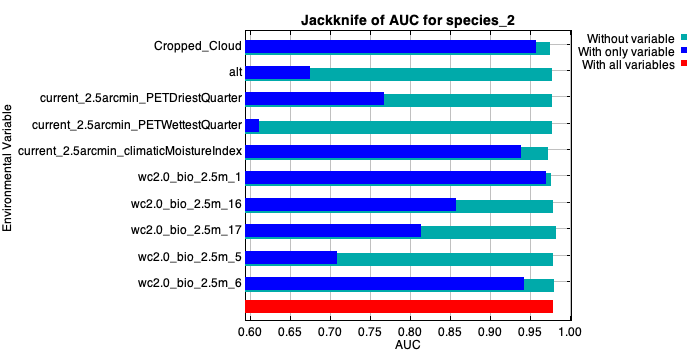 Jackknife of AUC for species_2
Without variable
With only variable
With all variables
Environmental Variable
Cropped_Cloud
alt
current_2.5arcmin_PETDriestQuarter
current_2.5arcmin_PETWettestQuarter
current_2.5arcmin_climaticMoistureIndex
wc2.0_bio_2.5m_1
wc2.0_bio_2.5m_16
wc2.0_bio_2.5m_17
wc2.0_bio_2.5m_5
wc2.0_bio_2.5m_6
0.60 0.65 0.70 0.75 0.80 0.85 0.90 0.95 1.00
AUC